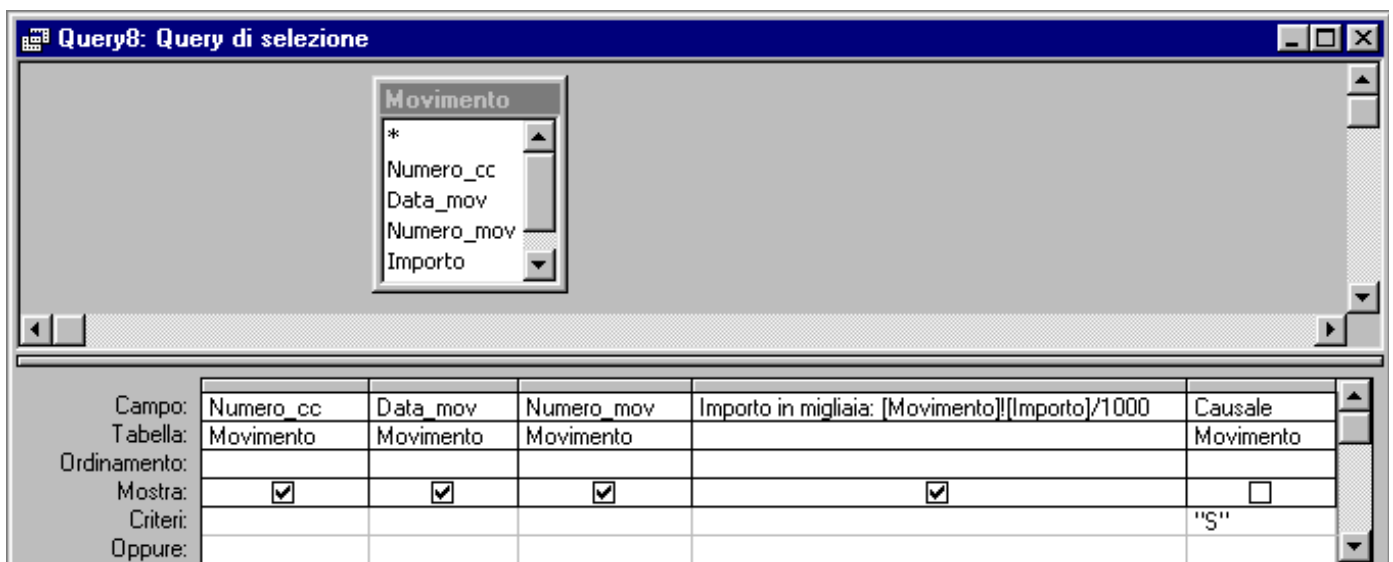 Query8: Query di selezione
Movimento
*
Numero_cc
Data_mov
Numero_mov
Importo
Campo: Numero_cc Data_mov Numero_mov Importo in migliaia: [Movimento]![Importo]/1000 Causale
Tabella: Movimento Movimento Movimento Movimento
Ordinamento:
Mostra:
Criteri: "S"
Oppure: